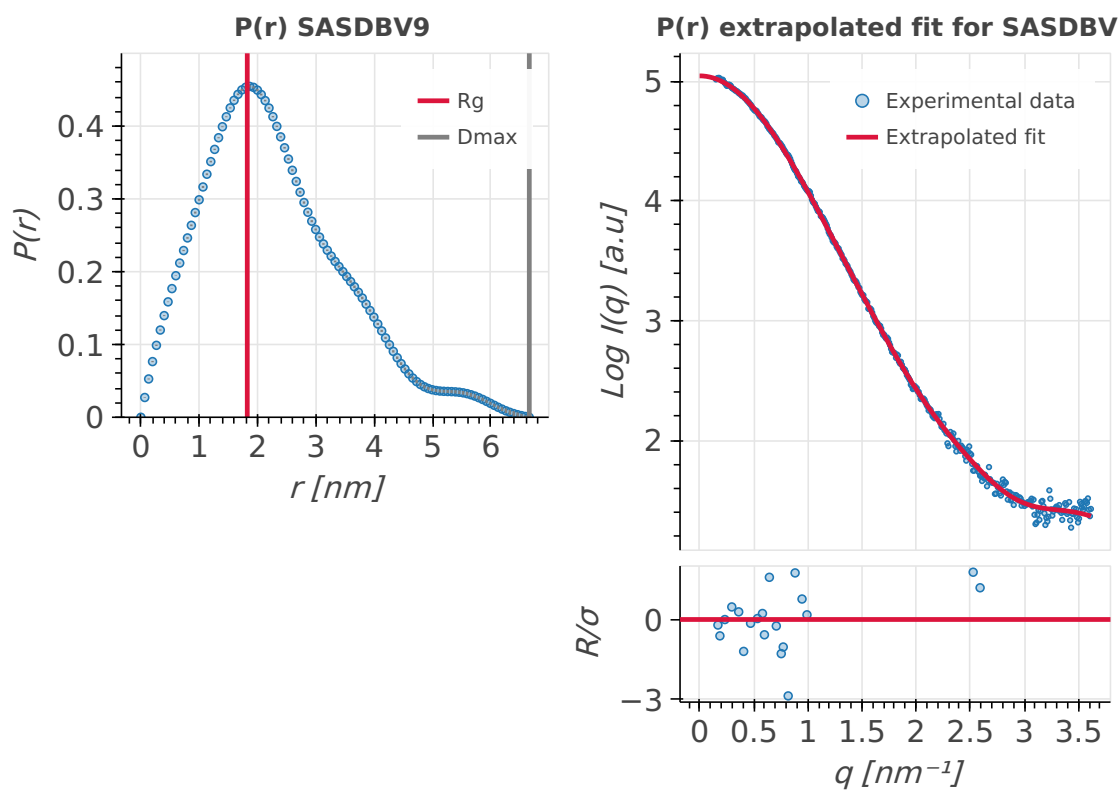 P(r) SASDBV9
P(r)
0.4
0.3
0.2
0.1
0
0 1 2 3 4 5 6
r [nm]
Rg
Dmax
P(r) extrapolated fit for SASDBV
Log I(q) [a.u]
5
4
3
2
Experimental data
Extrapolated fit
R/σ
0
−3
0 0.5 1 1.5 2 2.5 3 3.5
q [nm⁻¹]